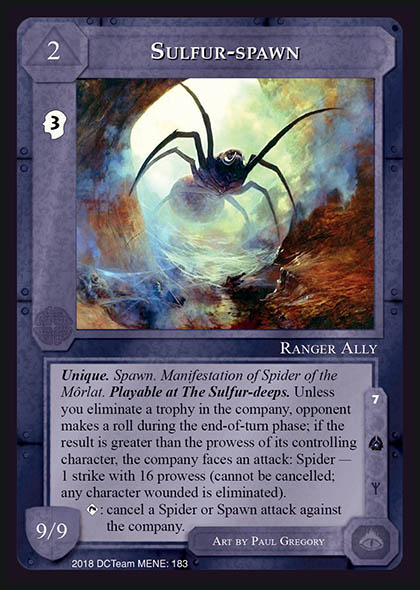 2
SULFUR-SPAWN
3
RANGER ALLY
Unique. Spawn. Manifestation of Spider of the
Môrlat. Playable at The Sulfur-deeps. Unless
you eliminate a trophy in the company, opponent
makes a roll during the end-of-turn phase; if the
result is greater than the prowess of its controlling
character, the company faces an attack: Spider —
1 strike with 16 prowess (cannot be cancelled;
any character wounded is eliminated).
: cancel a Spider or Spawn attack against
the company.
7
9/9
ART BY PAUL GREGORY
2018 DCTeam MENE: 183